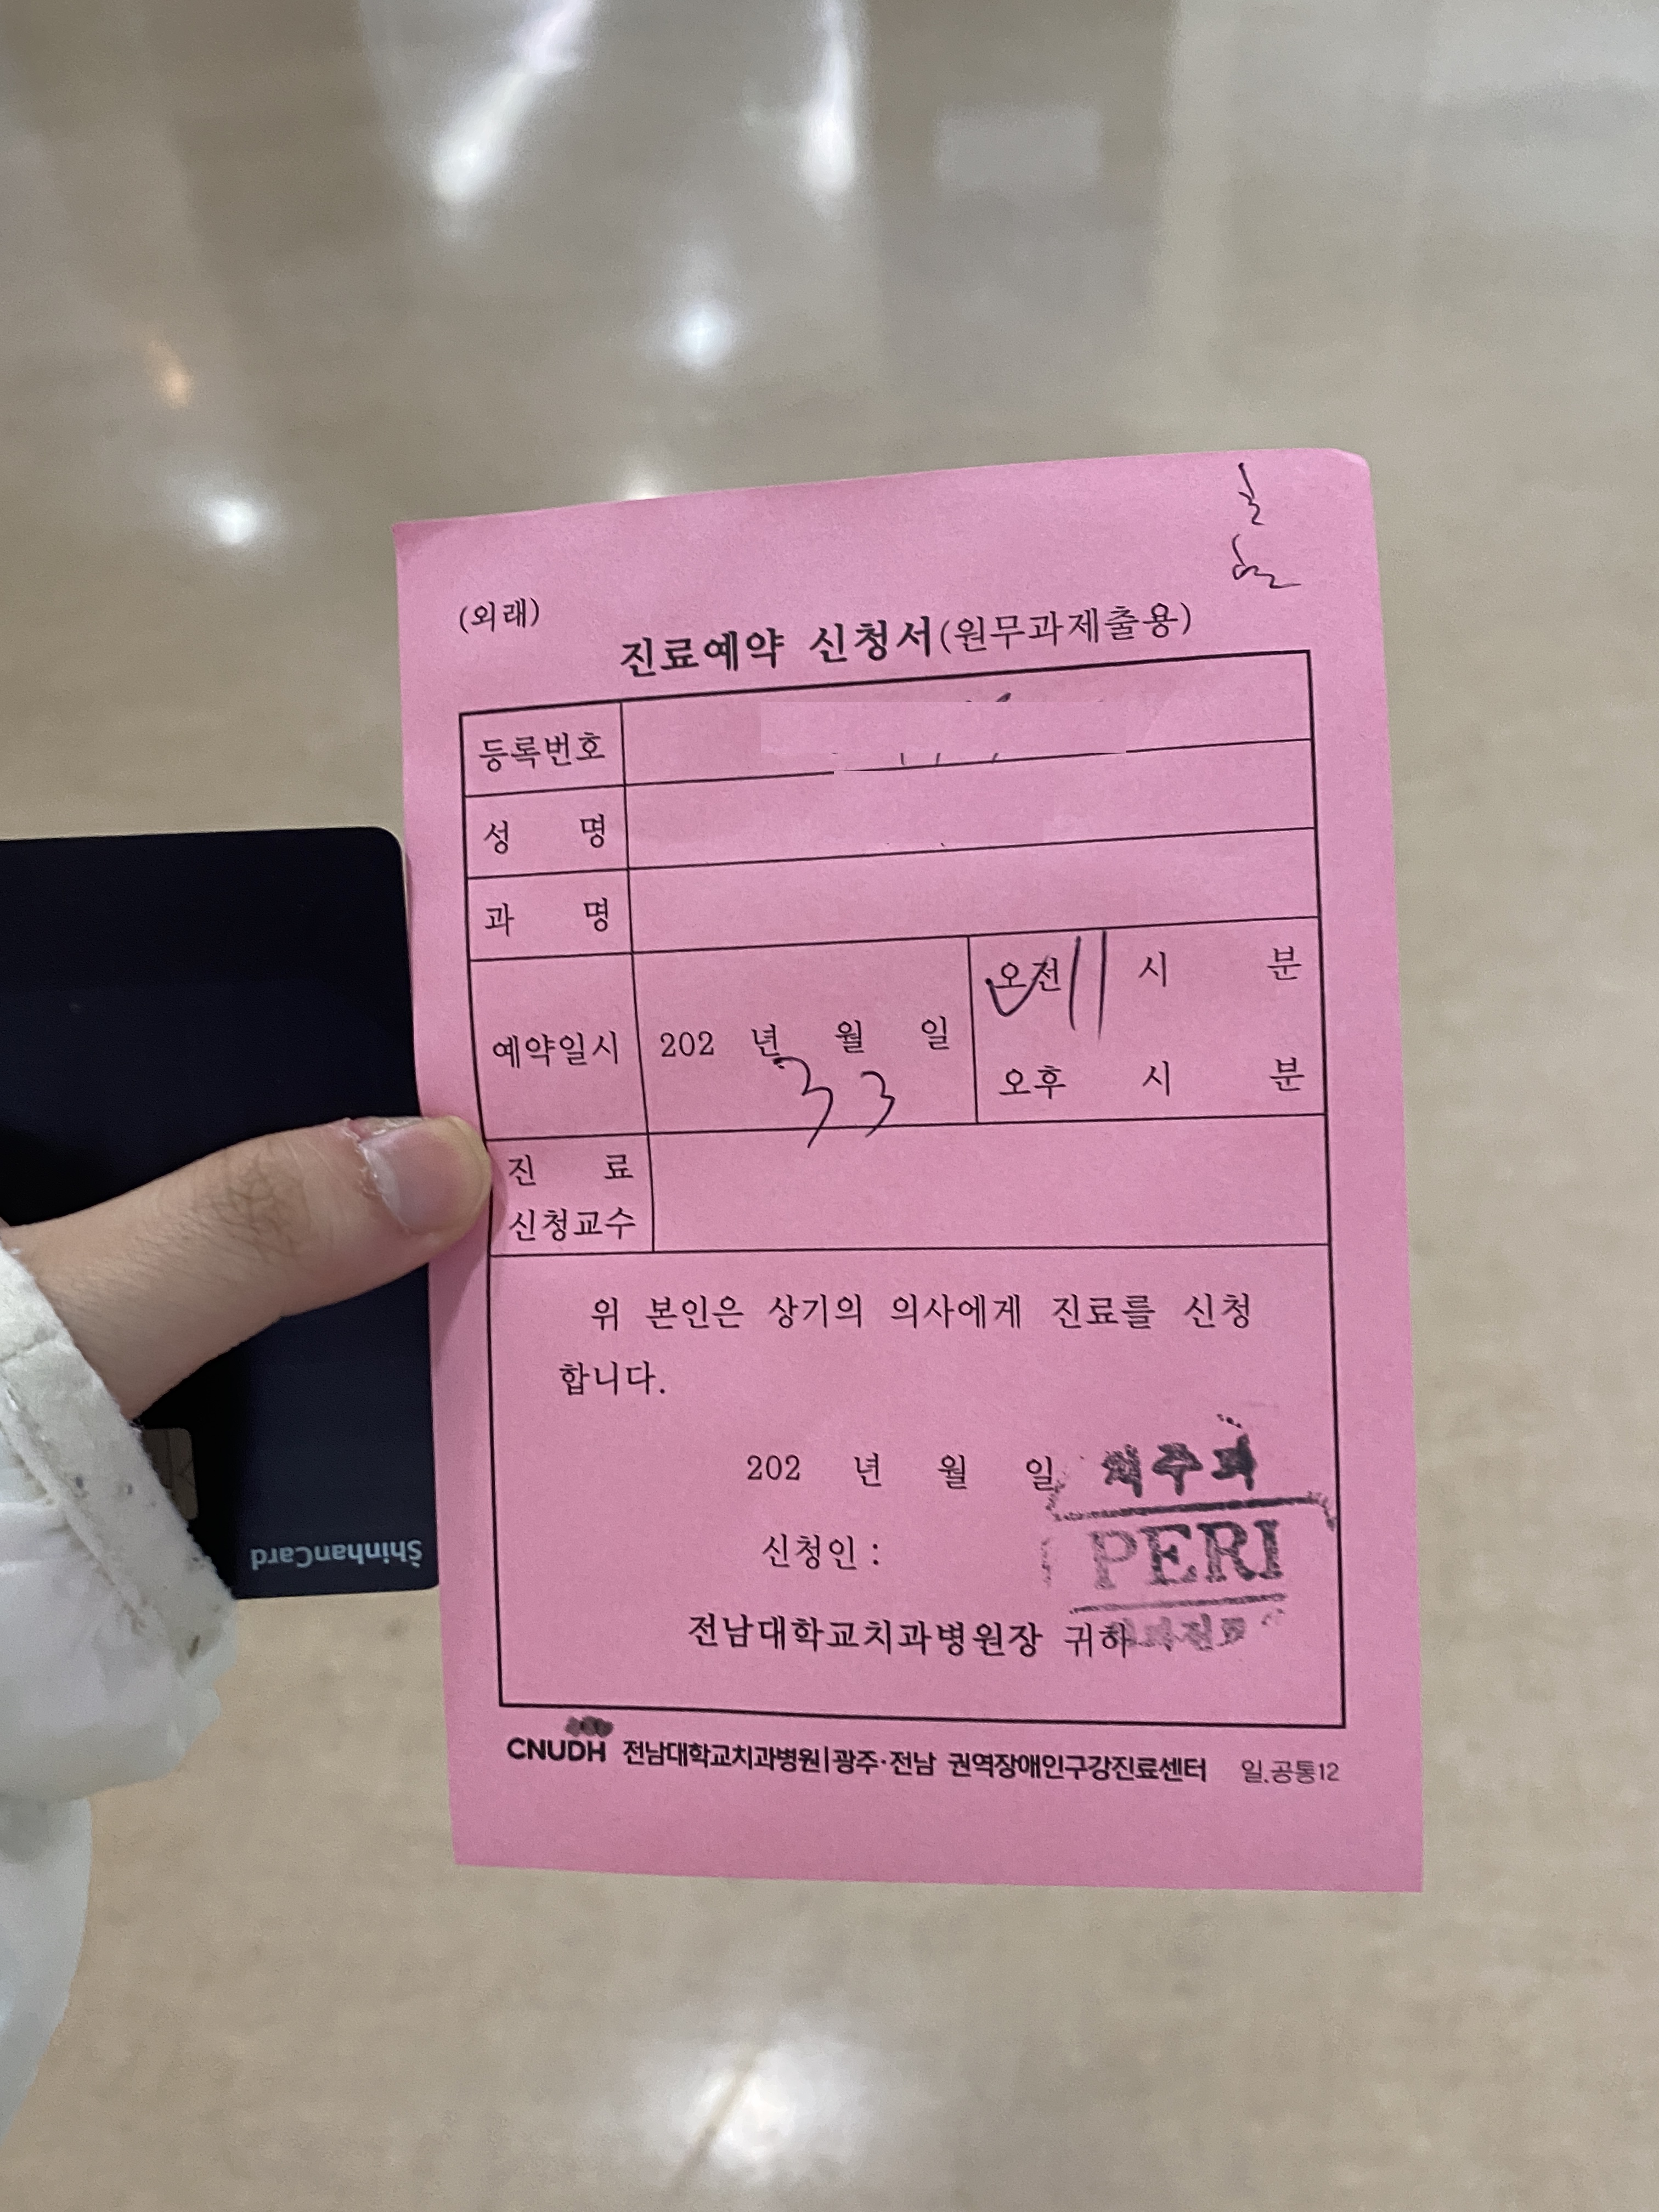 (외래)
진료예약 신청서(원무과제출용)
등록번호
성 명
과 명
예약일시 202 년 월 일 오전 11 시 분
3 3
오후 시 분
진 료
신청교수
위 본인은 상기의 의사에게 진료를 신청
합니다.
202 년 월 일 치주과
신청인 : PERI
전남대학교치과병원장 귀하
CNUDH 전남대학교치과병원|광주·전남 권역장애인구강진료센터 일.공통12
ShinhanCard